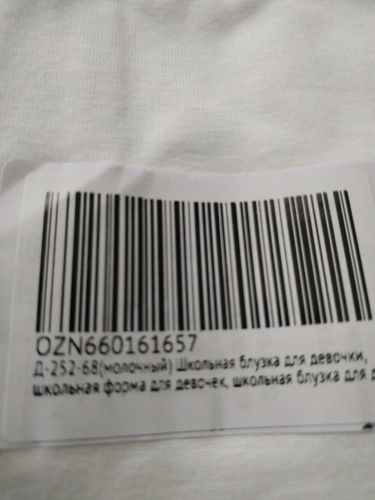 OZN660161657
Д-252-68(молочный) Школьная блузка для девочки,
школьная форма для девочек, школьная блузка для